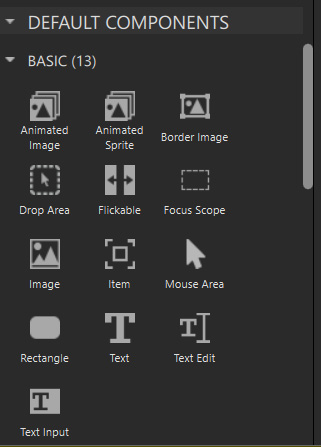 DEFAULT COMPONENTS
BASIC (13)
Animated Image
Animated Sprite
Border Image
Drop Area
Flickable
Focus Scope
Image
Item
Mouse Area
Rectangle
Text
Text Edit
Text Input